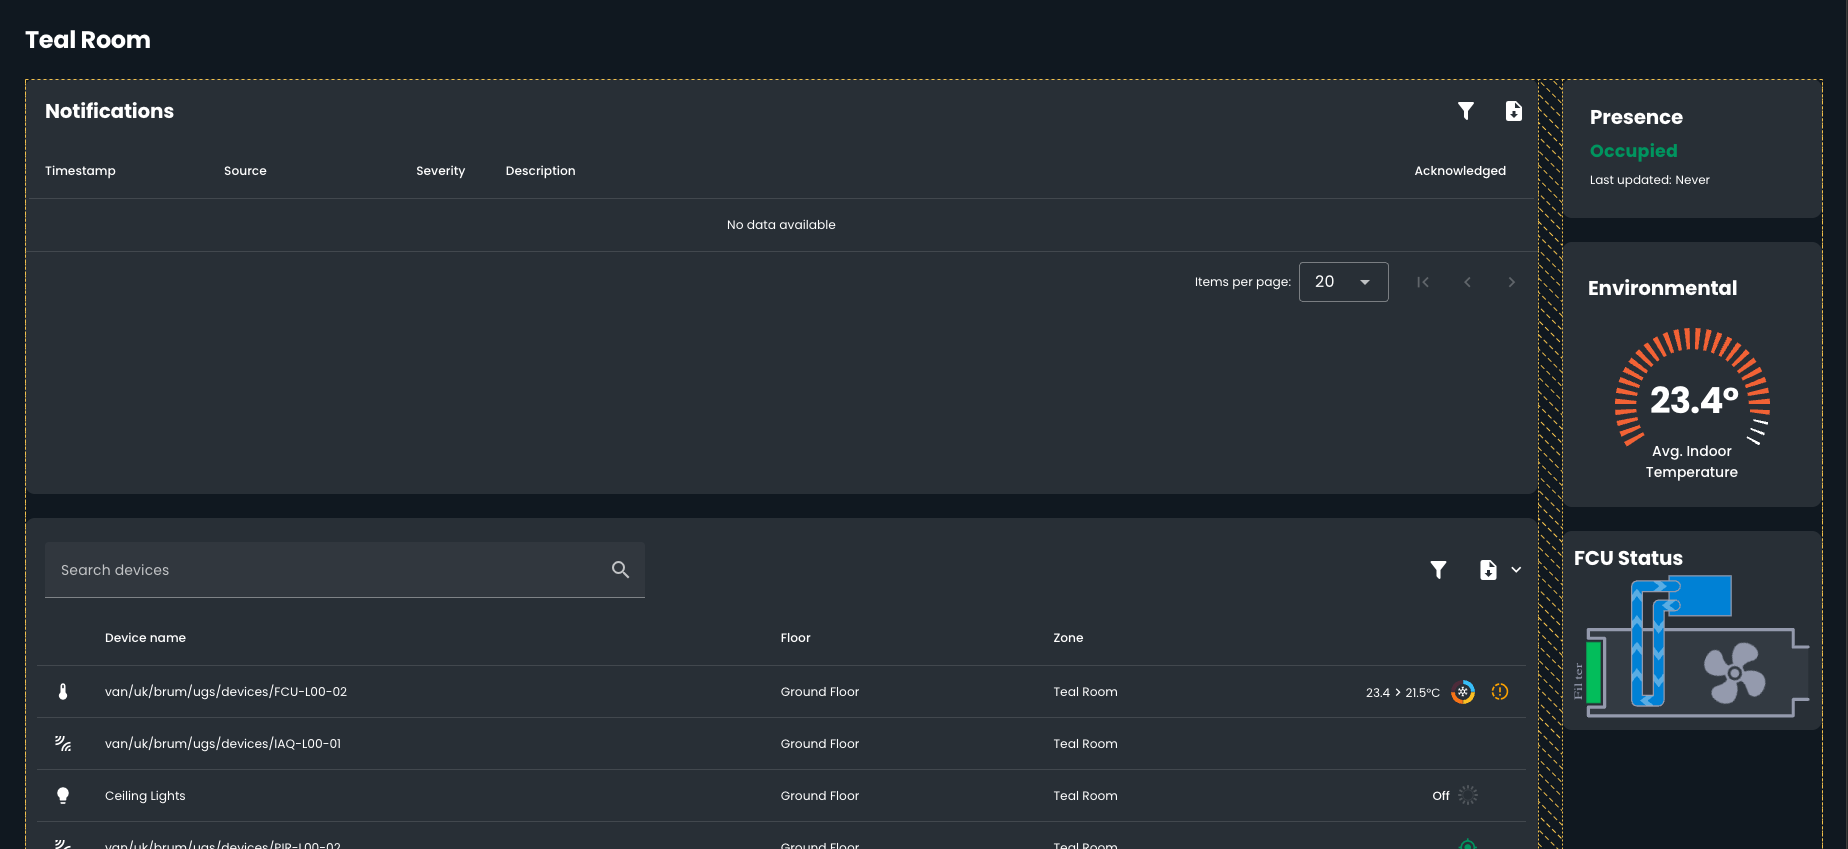 Teal Room
Notifications
Timestamp Source Severity Description Acknowledged
No data available
Items per page: 20
Presence
Occupied
Last updated: Never
Environmental
23.4°
Avg. Indoor
Temperature
FCU Status
Filter
Search devices
Device name Floor Zone
van/uk/brum/ugs/devices/FCU-L00-02 Ground Floor Teal Room 23.4 > 21.5°C
van/uk/brum/ugs/devices/IAQ-L00-01 Ground Floor Teal Room
Ceiling Lights Ground Floor Teal Room Off
van/uk/brum/ugs/devices/PIR-L00-02 Ground Floor Teal Room